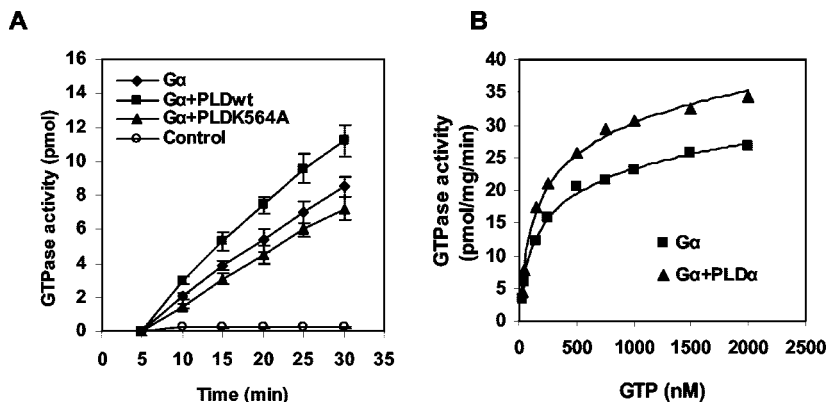 A
GTPase activity (pmol)
16
14
12
10
8
6
4
2
0
Gα
Gα+PLDwt
Gα+PLDK564A
Control
0 5 10 15 20 25 30 35
Time (min)
B
GTPase activity
(pmol/mg/min)
40
35
30
25
20
15
10
5
0
Gα
Gα+PLDα
0 500 1000 1500 2000 2500
GTP (nM)